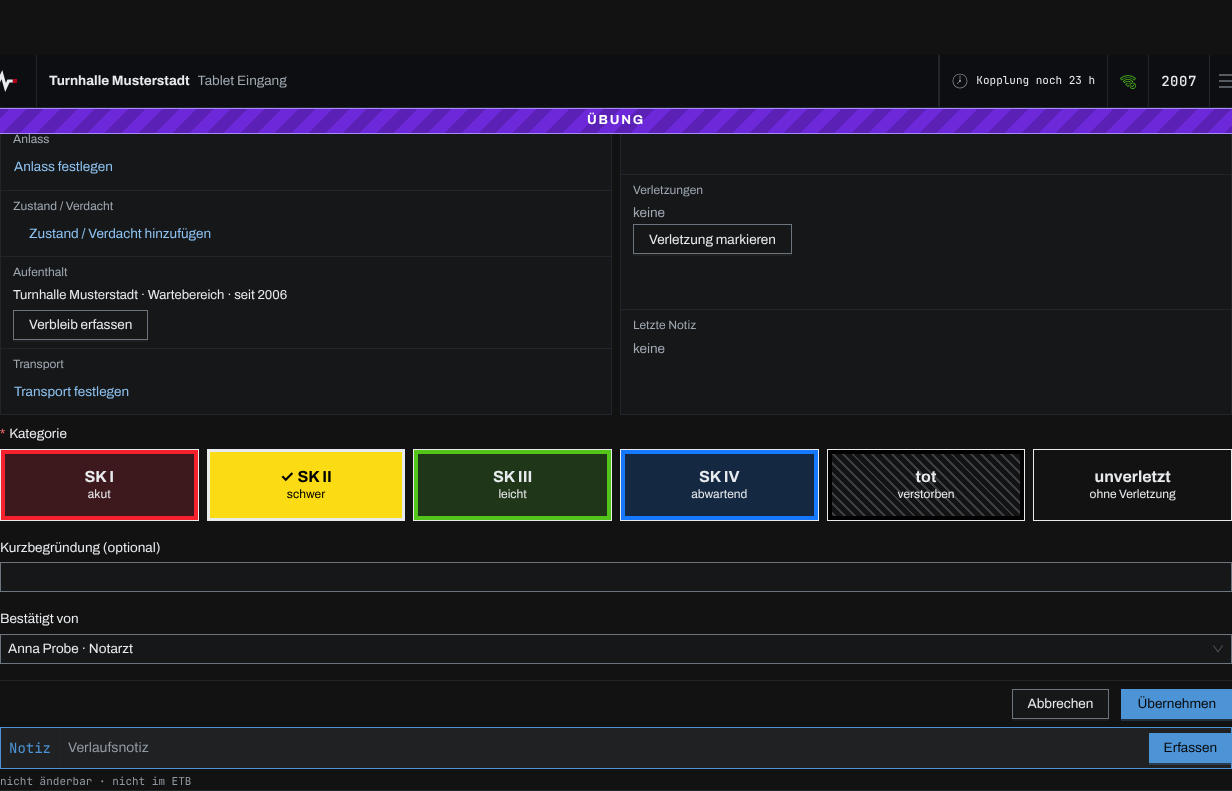 Turnhalle Musterstadt Tablet Eingang
Kopplung noch 23 h
2007
ÜBUNG
Anlass
Anlass festlegen
Zustand / Verdacht
Zustand / Verdacht hinzufügen
Aufenthalt
Turnhalle Musterstadt · Wartebereich · seit 2006
Verbleib erfassen
Transport
Transport festlegen
Verletzungen
keine
Verletzung markieren
Letzte Notiz
keine
* Kategorie
SK I
akut
✓ SK II
schwer
SK III
leicht
SK IV
abwartend
tot
verstorben
unverletzt
ohne Verletzung
Kurzbegründung (optional)
Bestätigt von
Anna Probe · Notarzt
Abbrechen
Übernehmen
Notiz Verlaufsnotiz
Erfassen
nicht änderbar · nicht im ETB